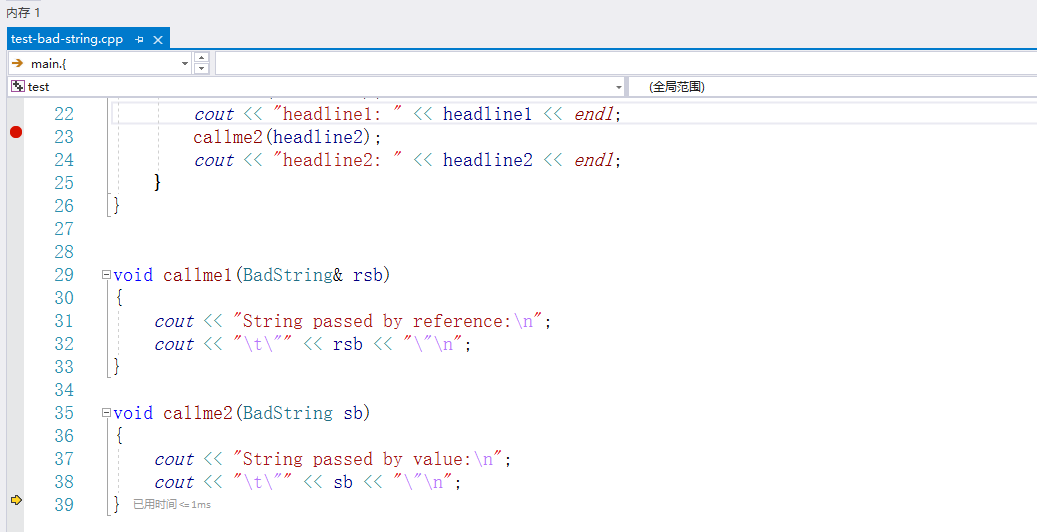 内存 1
test-bad-string.cpp
main.{
test (全局范围)
22 cout << "headline1: " << headline1 << endl;
23 callme2(headline2);
24 cout << "headline2: " << headline2 << endl;
25 }
26 }
27
28
29 void callme1(BadString& rsb)
30 {
31 cout << "String passed by reference:\n";
32 cout << "\t\"" << rsb << "\"\n";
33 }
34
35 void callme2(BadString sb)
36 {
37 cout << "String passed by value:\n";
38 cout << "\t\"" << sb << "\"\n";
39 } 已用时间 <= 1ms